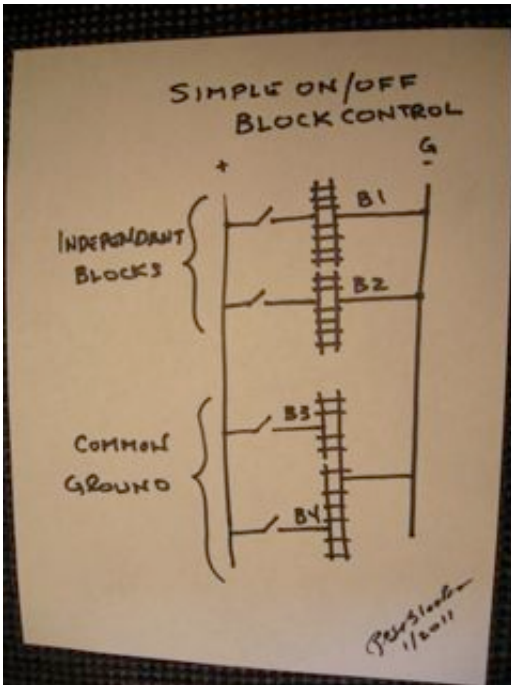 SIMPLE ON/OFF
BLOCK CONTROL
+
G
-
B1
INDEPENDANT
BLOCKS
B2
B3
COMMON
GROUND
B4
1/2011